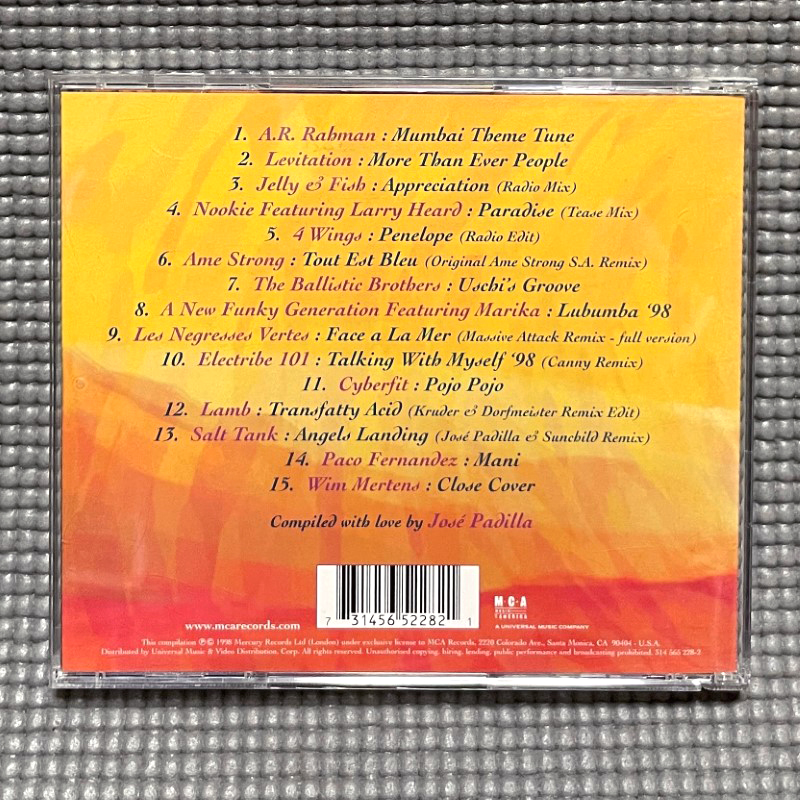 1. A.R. Rahman : Mumbai Theme Tune
2. Levitation : More Than Ever People
3. Jelly & Fish : Appreciation (Radio Mix)
4. Nookie Featuring Larry Heard : Paradise (Tease Mix)
5. 4 Wings : Penelope (Radio Edit)
6. Ame Strong : Tout Est Bleu (Original Ame Strong S.A. Remix)
7. The Ballistic Brothers : Uschi's Groove
8. A New Funky Generation Featuring Marika : Lubumba '98
9. Les Negresses Vertes : Face a La Mer (Massive Attack Remix - full version)
10. Electribe 101 : Talking With Myself '98 (Canny Remix)
11. Cyberfit : Pojo Pojo
12. Lamb : Transfatty Acid (Kruder & Dorfmeister Remix Edit)
13. Salt Tank : Angels Landing (José Padilla & Sunchild Remix)
14. Paco Fernandez : Mani
15. Wim Mertens : Close Cover
Compiled with love by José Padilla
www.mcarecords.com
7 31456 52282 1
M·C·A
MUSIC
A UNIVERSAL MUSIC COMPANY
This compilation ℗© 1998 Mercury Records Ltd (London) under exclusive license to MCA Records, 2220 Colorado Ave., Santa Monica, CA 90404 - U.S.A.
Distributed by Universal Music & Video Distribution, Corp. All rights reserved. Unauthorised copying, hiring, lending, public performance and broadcasting prohibited. 314 565 228-2